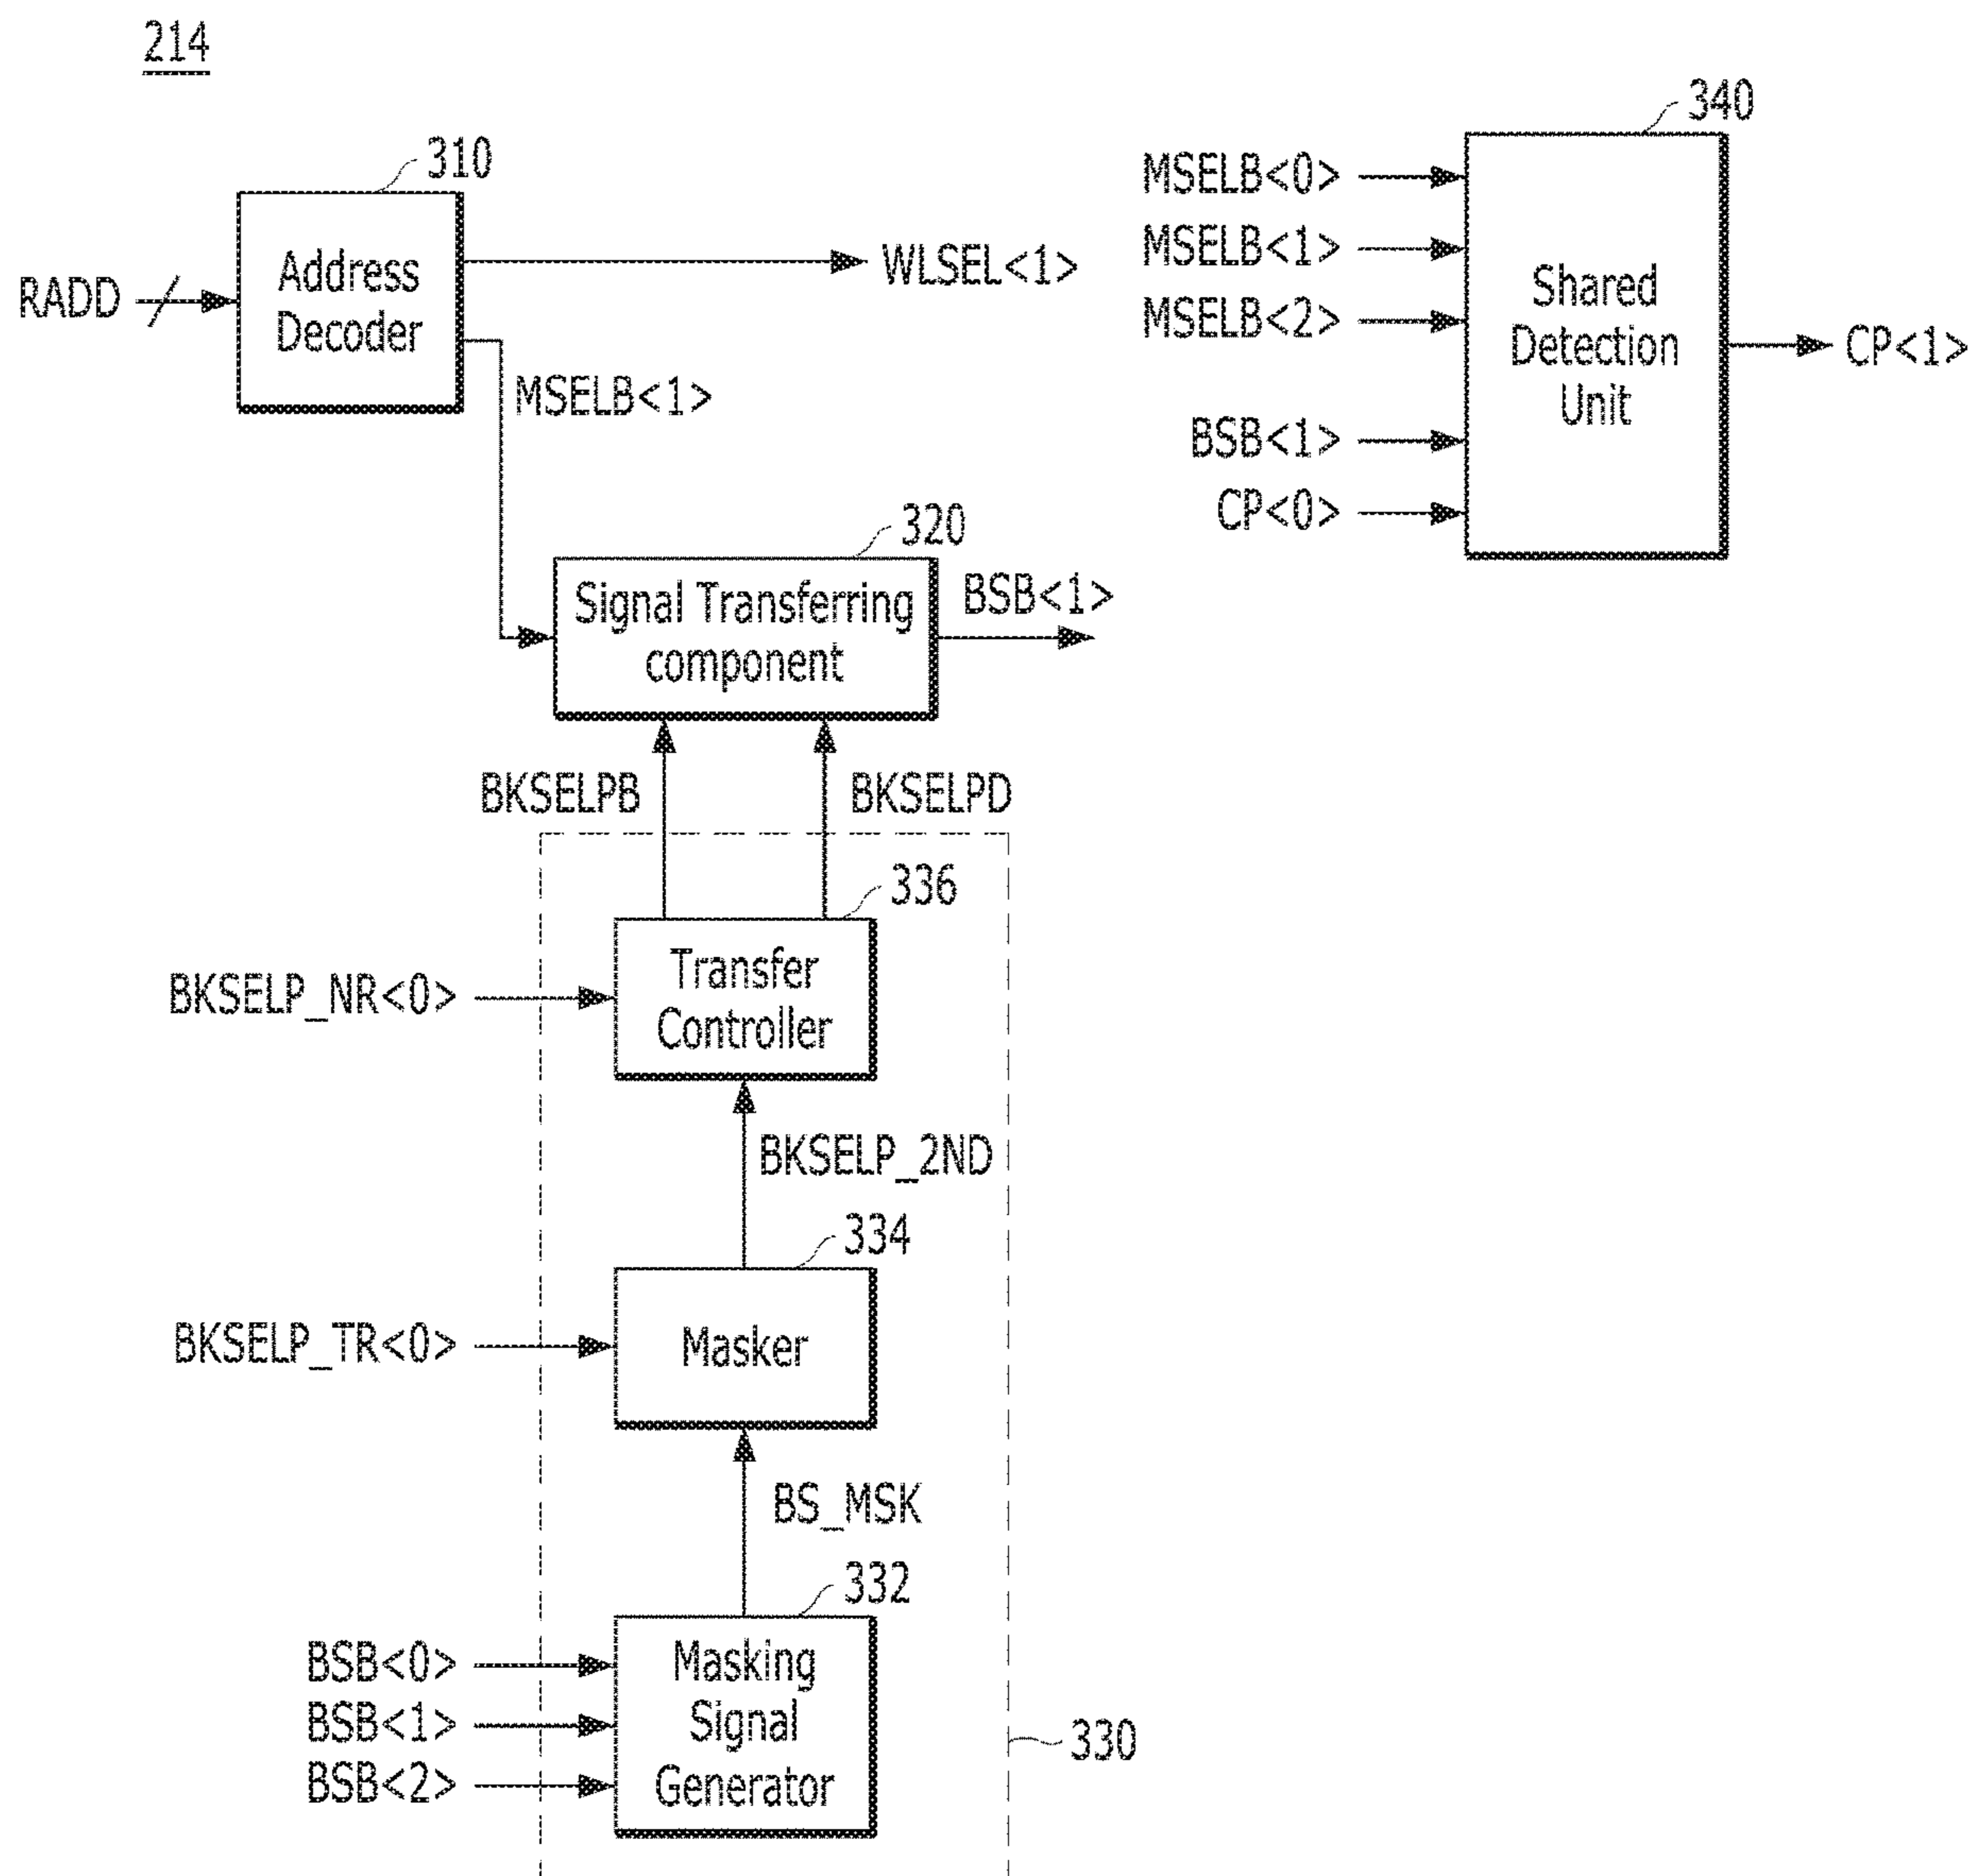 214
310
Address
Decoder
RADD
WLSEL<1>
MSELB<1>
340
MSELB<0>
MSELB<1>
MSELB<2>
BSB<1>
CP<0>
Shared
Detection
Unit
CP<1>
320
Signal Transferring
component
BSB<1>
BKSELPB
BKSELPD
336
Transfer
Controller
BKSELP_NR<0>
BKSELP_2ND
334
Masker
BKSELP_TR<0>
BS_MSK
332
Masking
Signal
Generator
BSB<0>
BSB<1>
BSB<2>
330